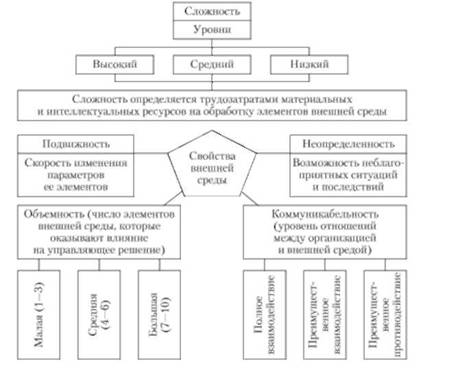 Сложность
Уровни
Высокий
Средний
Низкий
Сложность определяется трудозатратами материальных
и интеллектуальных ресурсов на обработку элементов внешней среды
Подвижность
Скорость изменения
параметров
ее элементов
Свойства
внешней
среды
Неопределенность
Возможность неблаго-
приятных ситуаций
и последствий
Объемность (число элементов
внешней среды, которые
оказывают влияние
на управляющее решение)
Коммуникабельность
(уровень отношений
между организацией
и внешней средой)
Малая (1—3)
Средняя
(4—6)
Большая
(7—10)
Полное
взаимодействие
Преимущест-
венное
взаимодействие
Преимущест-
венное
противодействие